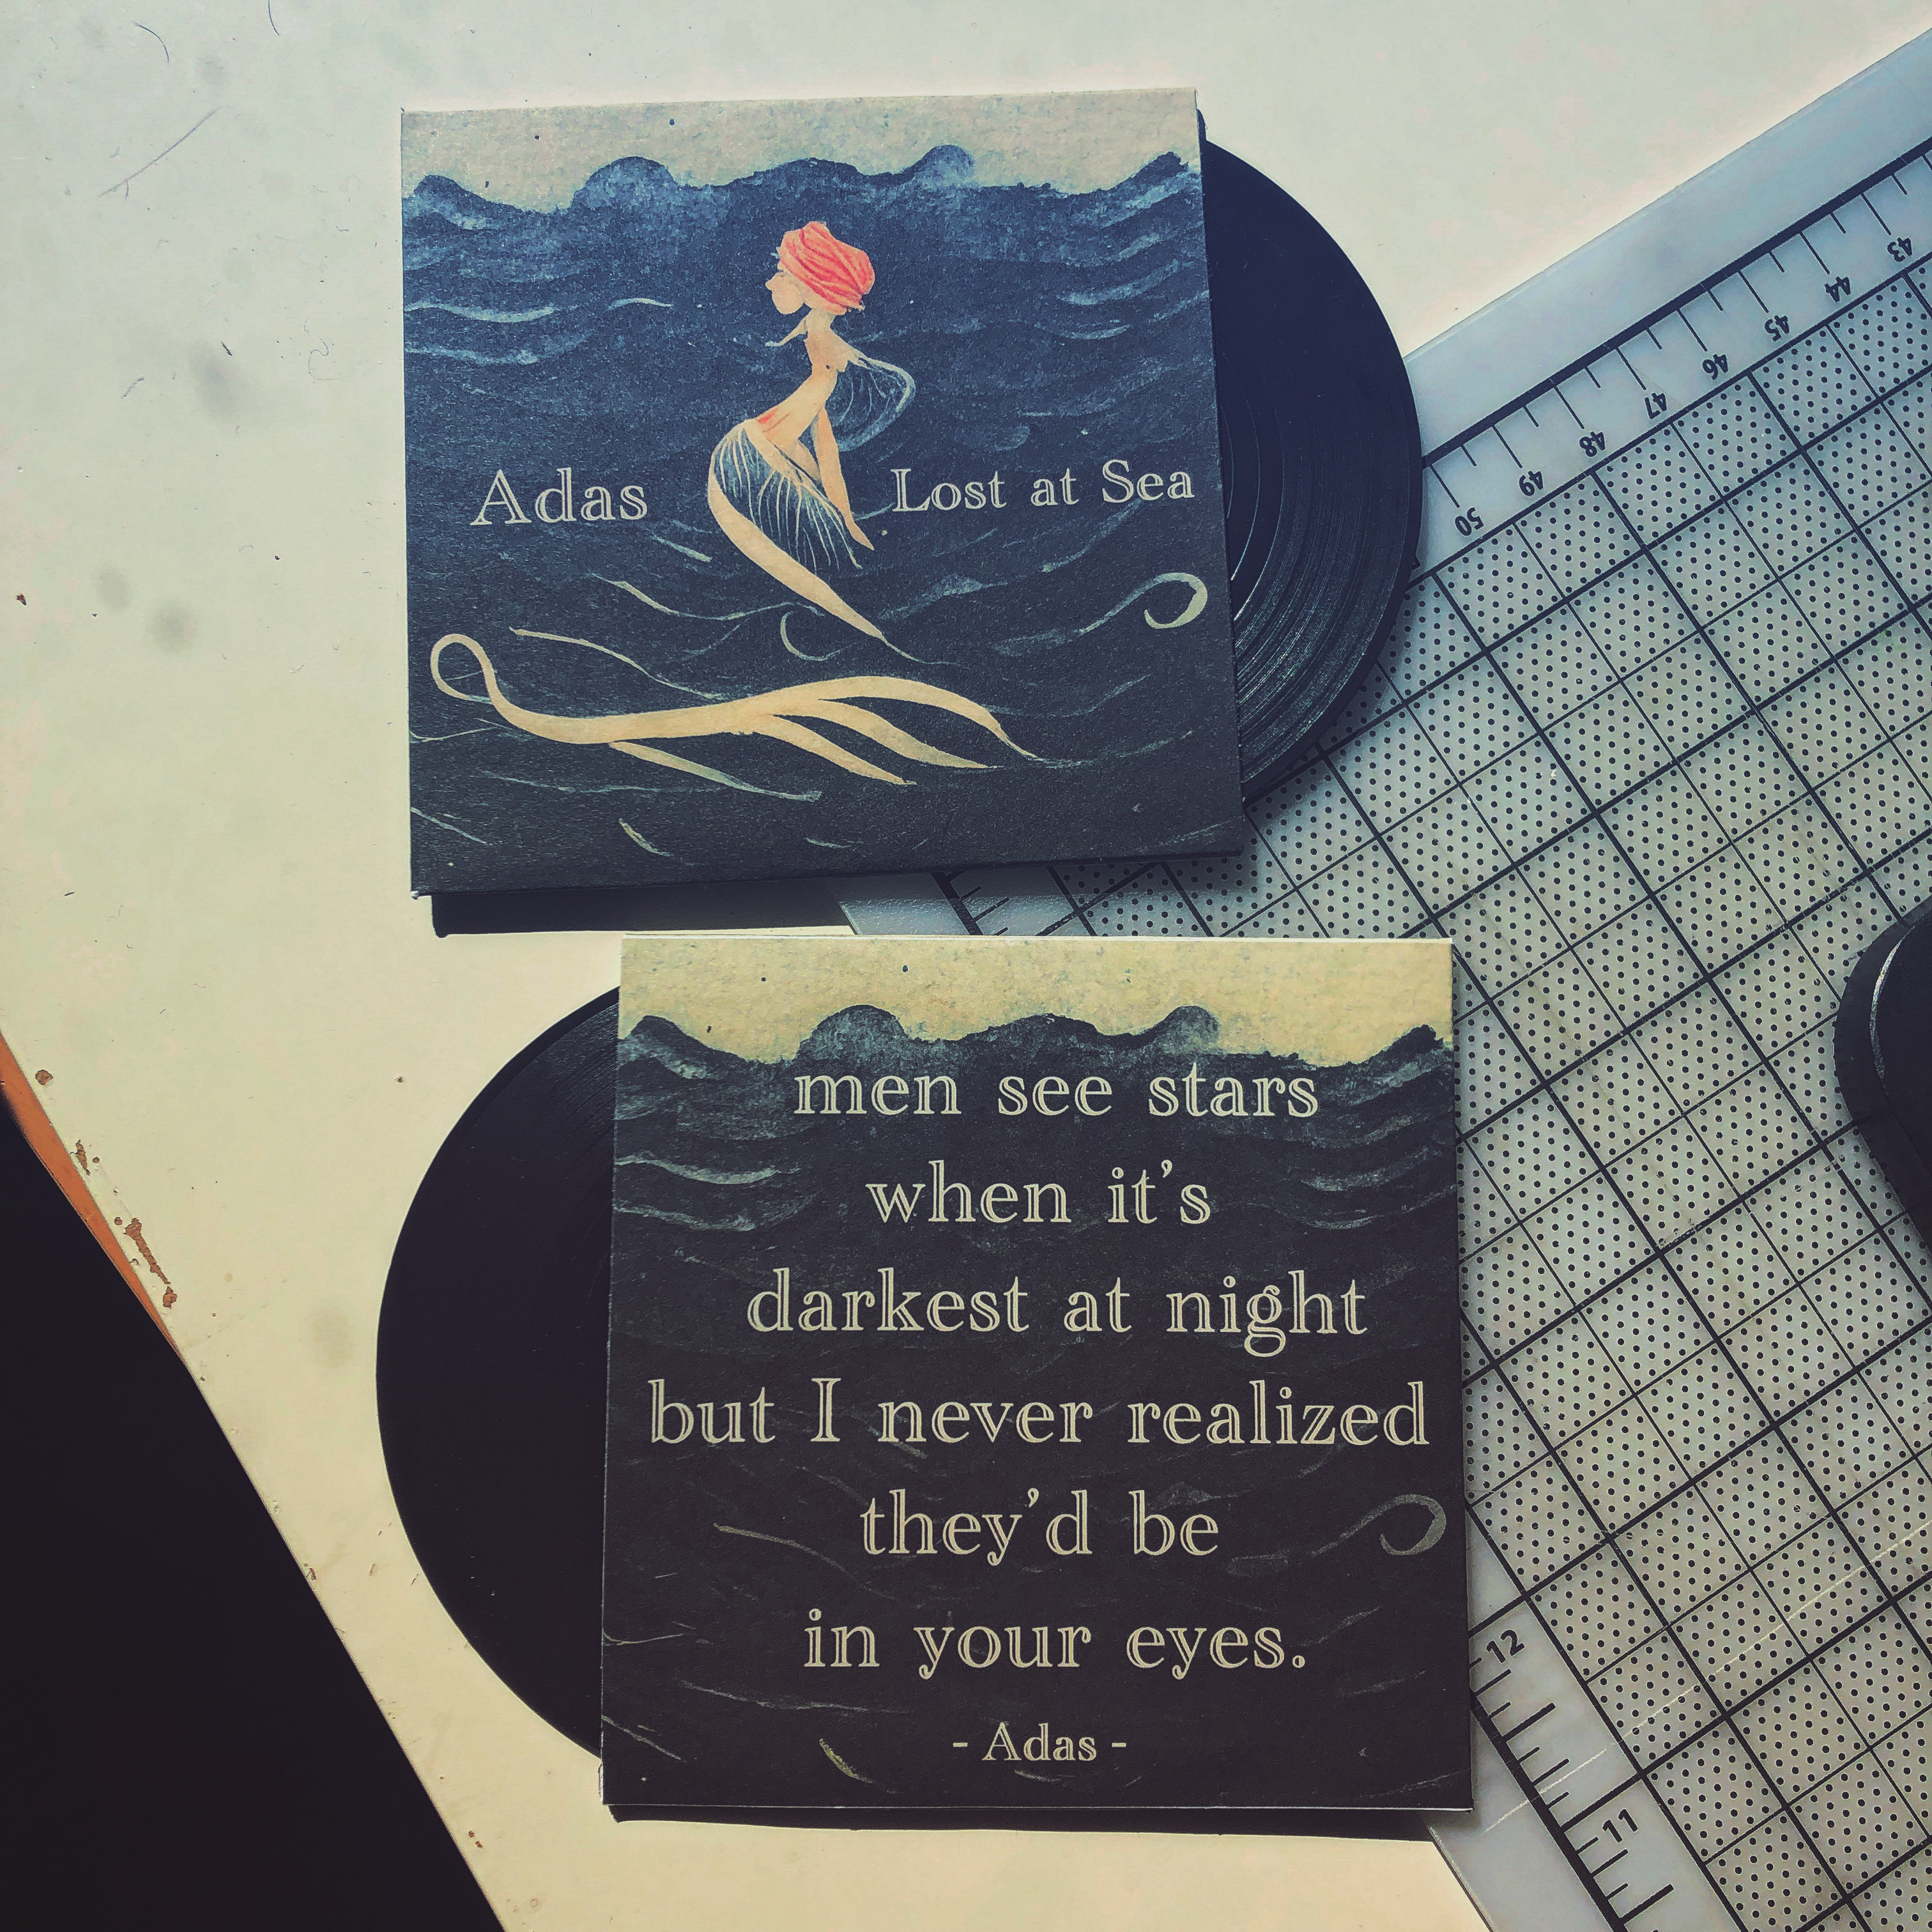 Adas
Lost at Sea
men see stars
when it's
darkest at night
but I never realized
they'd be
in your eyes.
- Adas -
43
44
45
46
47
48
49
50
12
11